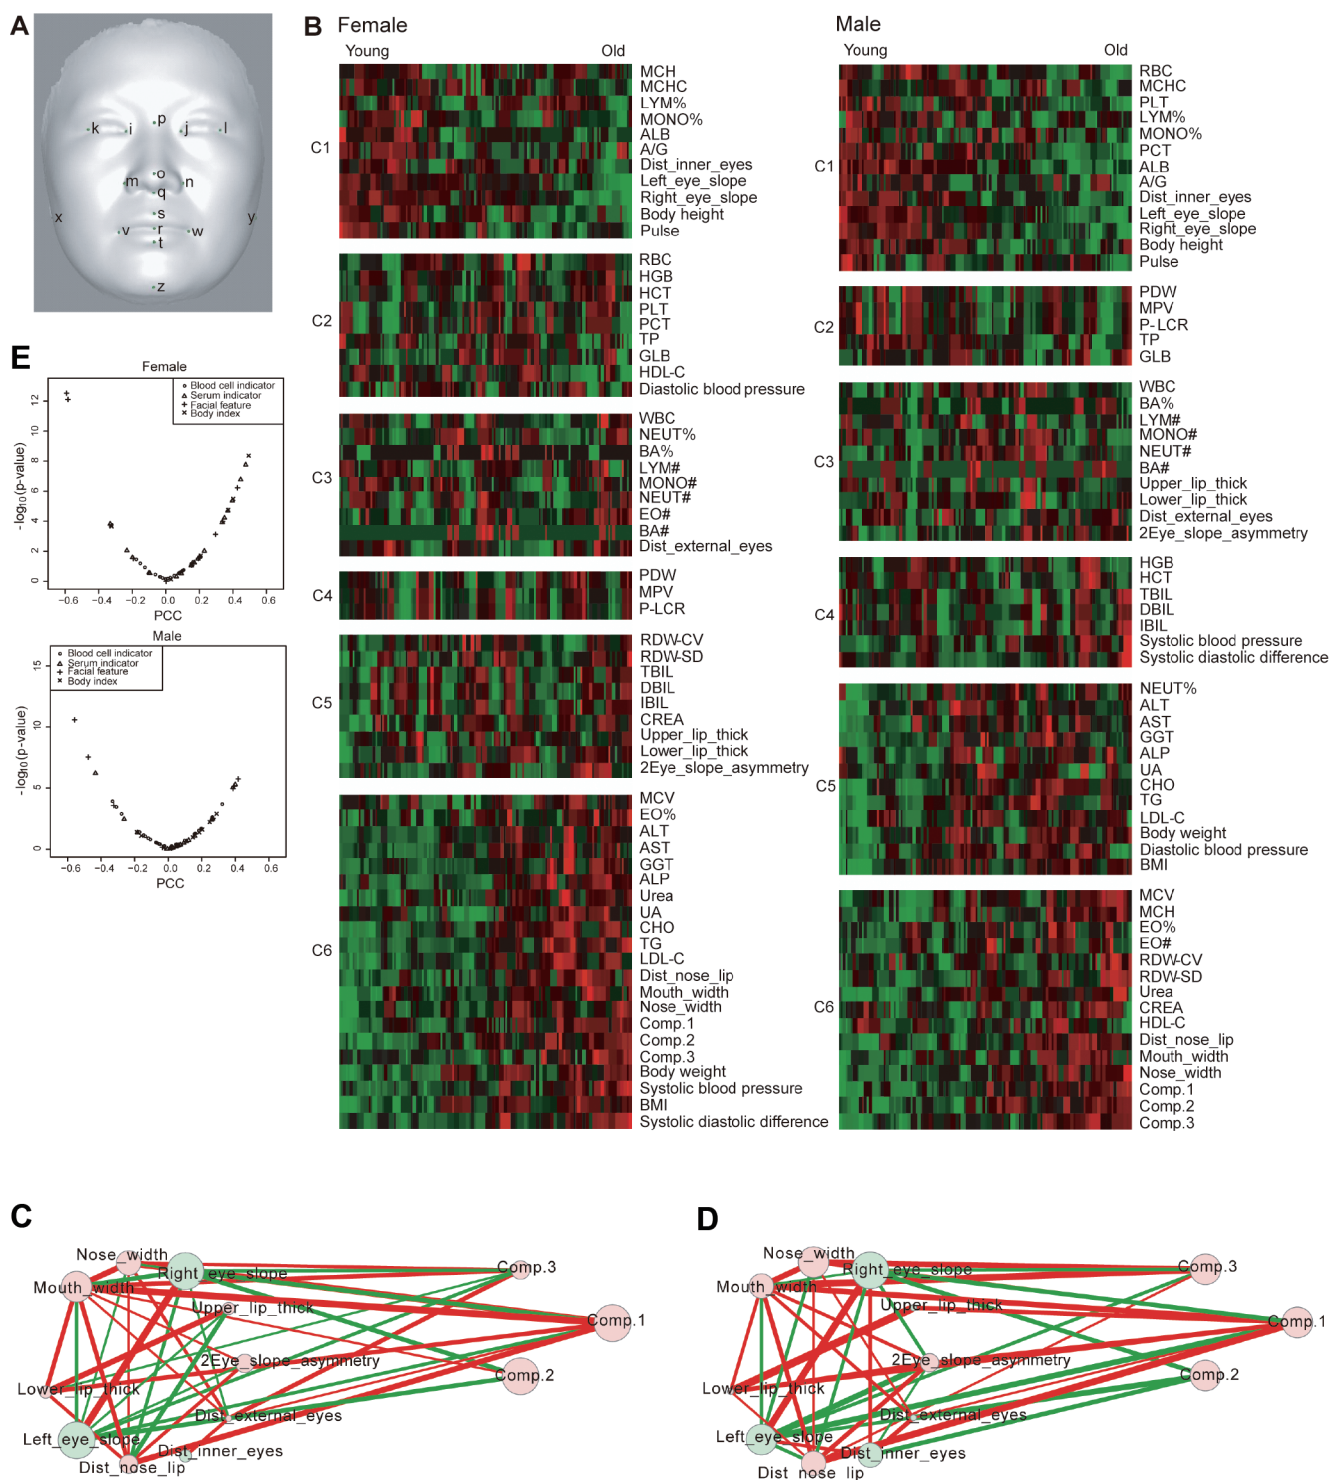 A
p
k
i
j
l
o
m
n
q
s
x
y
v
r
w
t
z
B
Female
Young
Old
C1
MCH
MCHC
LYM%
MONO%
ALB
A/G
Dist_inner_eyes
Left_eye_slope
Right_eye_slope
Body height
Pulse
C2
RBC
HGB
HCT
PLT
PCT
TP
GLB
HDL-C
Diastolic blood pressure
C3
WBC
NEUT%
BA%
LYM#
MONO#
NEUT#
EO#
BA#
Dist_external_eyes
C4
PDW
MPV
P-LCR
C5
RDW-CV
RDW-SD
TBIL
DBIL
IBIL
CREA
Upper_lip_thick
Lower_lip_thick
2Eye_slope_asymmetry
C6
MCV
EO%
ALT
AST
GGT
ALP
Urea
UA
CHO
TG
LDL-C
Dist_nose_lip
Mouth_width
Nose_width
Comp.1
Comp.2
Comp.3
Body weight
Systolic blood pressure
BMI
Systolic diastolic difference
Male
Young
Old
C1
RBC
MCHC
PLT
LYM%
MONO%
PCT
ALB
A/G
Dist_inner_eyes
Left_eye_slope
Right_eye_slope
Body height
Pulse
C2
PDW
MPV
P-LCR
TP
GLB
C3
WBC
BA%
LYM#
MONO#
NEUT#
BA#
Upper_lip_thick
Lower_lip_thick
Dist_external_eyes
2Eye_slope_asymmetry
C4
HGB
HCT
TBIL
DBIL
IBIL
Systolic blood pressure
Systolic diastolic difference
C5
NEUT%
ALT
AST
GGT
ALP
UA
CHO
TG
LDL-C
Body weight
Diastolic blood pressure
BMI
C6
MCV
MCH
EO%
EO#
RDW-CV
RDW-SD
Urea
CREA
HDL-C
Dist_nose_lip
Mouth_width
Nose_width
Comp.1
Comp.2
Comp.3
E
Female
Blood cell indicator
Serum indicator
Facial feature
Body index
-log10(p-value)
12
10
8
6
4
2
0
−0.6 −0.4 −0.2 0.0 0.2 0.4 0.6
PCC
Male
Blood cell indicator
Serum indicator
Facial feature
Body index
-log10(p-value)
15
10
5
0
−0.6 −0.4 −0.2 0.0 0.2 0.4 0.6
PCC
C
Nose_width
Right_eye_slope
Comp.3
Mouth_width
Upper_lip_thick
Comp.1
2Eye_slope_asymmetry
Comp.2
Lower_lip_thick
Dist_external_eyes
Left_eye_slope
Dist_inner_eyes
Dist_nose_lip
D
Nose_width
Right_eye_slope
Comp.3
Mouth_width
Upper_lip_thick
Comp.1
2Eye_slope_asymmetry
Comp.2
Lower_lip_thick
Dist_external_eyes
Left_eye_slope
Dist_inner_eyes
Dist_nose_lip